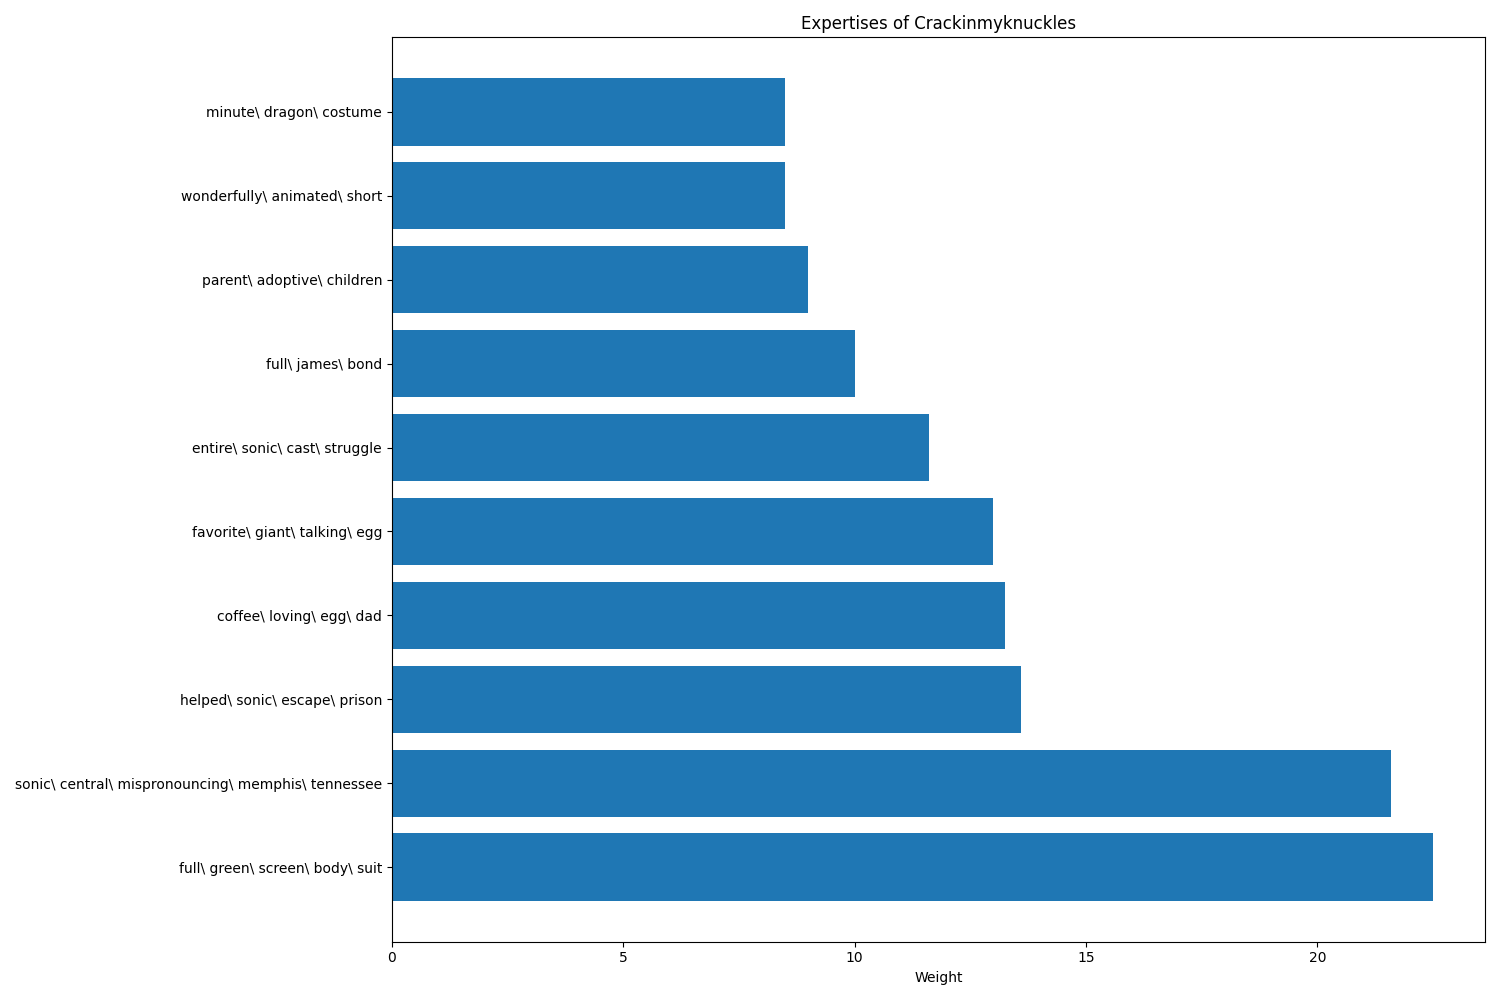 Expertises of Crackinmyknuckles
minute\ dragon\ costume
wonderfully\ animated\ short
parent\ adoptive\ children
full\ james\ bond
entire\ sonic\ cast\ struggle
favorite\ giant\ talking\ egg
coffee\ loving\ egg\ dad
helped\ sonic\ escape\ prison
sonic\ central\ mispronouncing\ memphis\ tennessee
full\ green\ screen\ body\ suit
0 5 10 15 20
Weight